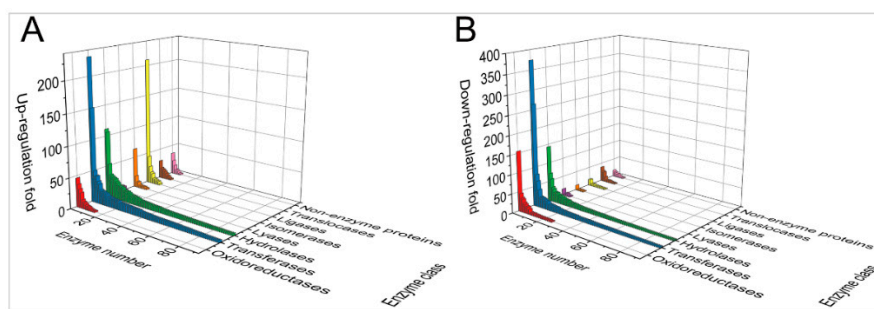 A
Up-regulation fold
200
150
100
50
0
20
40
60
80
Enzyme number
Non-enzyme proteins
Translocases
Ligases
Isomerases
Lyases
Hydrolases
Transferases
Oxidoreductases
Enzyme class
B
Down-regulation fold
400
350
300
250
200
150
100
50
0
20
40
60
80
Enzyme number
Non-enzyme proteins
Translocases
Ligases
Isomerases
Lyases
Hydrolases
Transferases
Oxidoreductases
Enzyme class